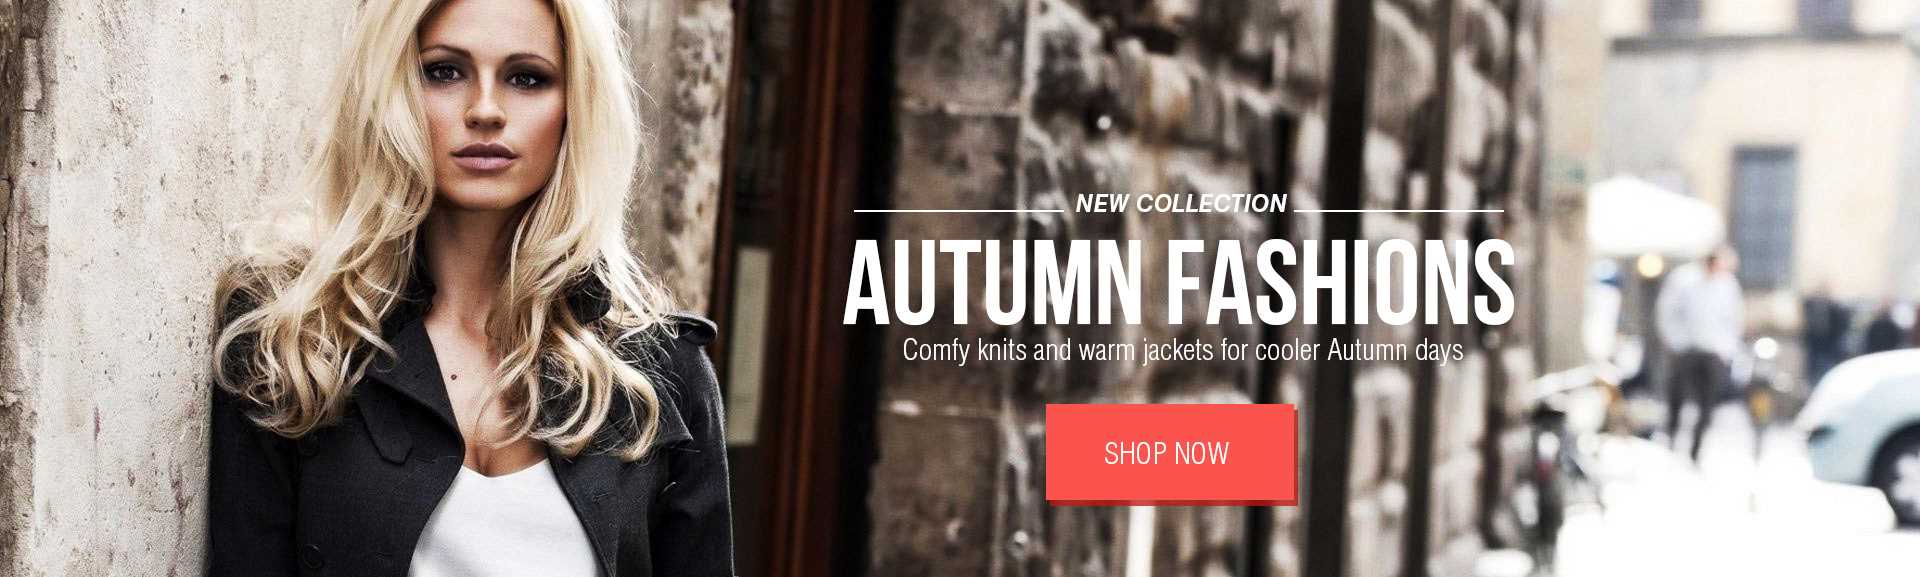 NEW COLLECTION
AUTUMN FASHIONS
Comfy knits and warm jackets for cooler Autumn days
SHOP NOW